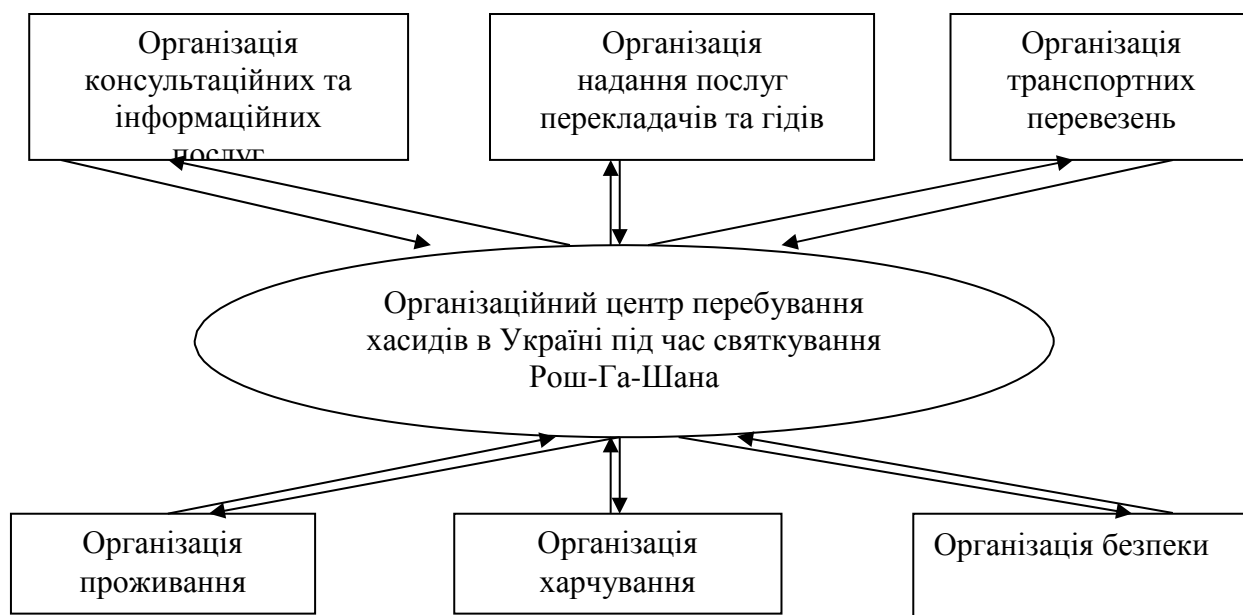 Організація
консультаційних та
інформаційних
послуг
Організація
надання послуг
перекладачів та гідів
Організація
транспортних
перевезень
Організаційний центр перебування
хасидів в Україні під час святкування
Рош-Га-Шана
Організація
проживання
Організація
харчування
Організація безпеки